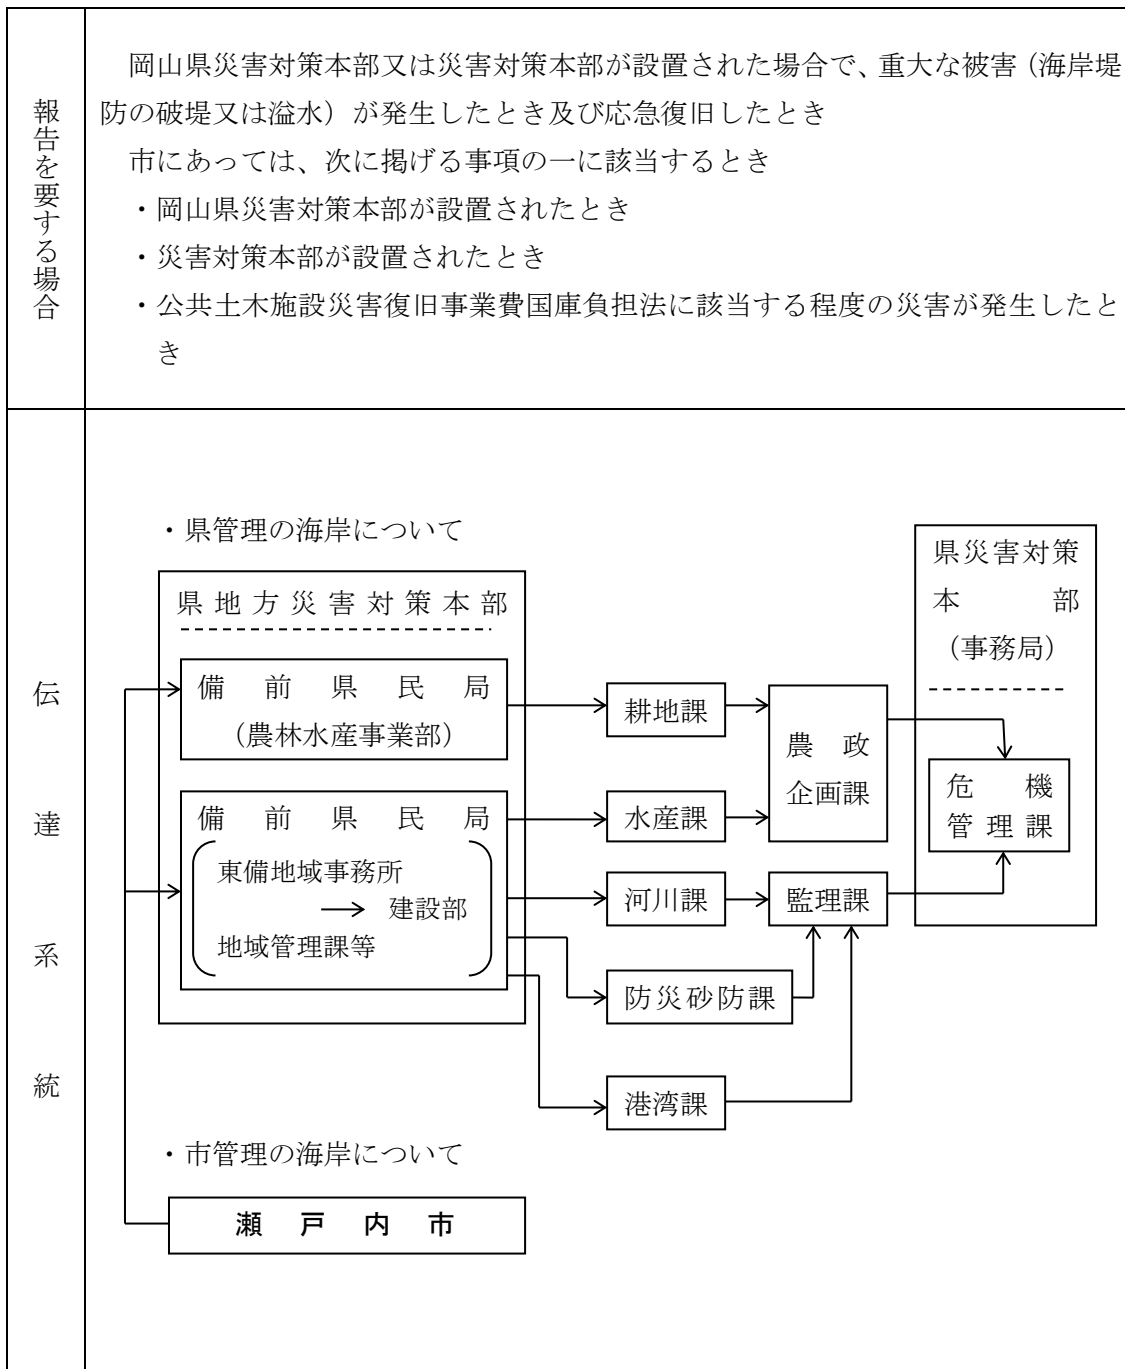 報告を要する場合
岡山県災害対策本部又は災害対策本部が設置された場合で、重大な被害（海岸堤
防の破堤又は溢水）が発生したとき及び応急復旧したとき
市にあっては、次に掲げる事項の一に該当するとき
・岡山県災害対策本部が設置されたとき
・災害対策本部が設置されたとき
・公共土木施設災害復旧事業費国庫負担法に該当する程度の災害が発生したと
き
伝達系統
・県管理の海岸について
県地方災害対策本部
備前県民局
（農林水産事業部）
備前県民局
東備地域事務所
→ 建設部
地域管理課等
耕地課
水産課
河川課
防災砂防課
港湾課
農政
企画課
監理課
県災害対策
本部
（事務局）
危機
管理課
・市管理の海岸について
瀬戸内市